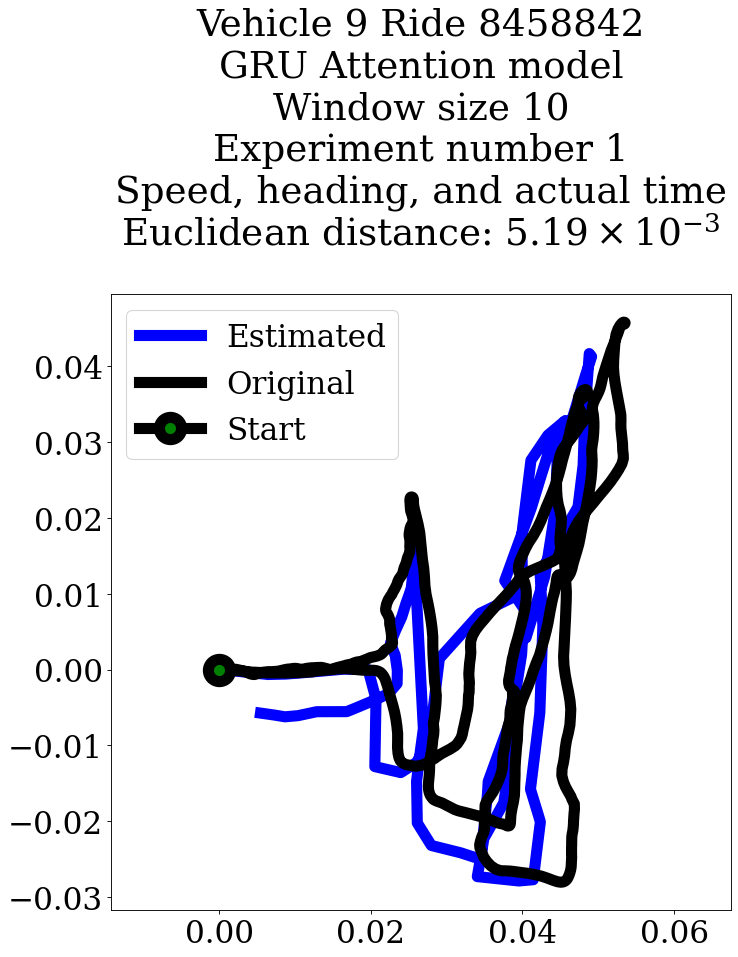 Vehicle 9 Ride 8458842
GRU Attention model
Window size 10
Experiment number 1
Speed, heading, and actual time
Euclidean distance: 5.19 × 10⁻³
Estimated
Original
Start
0.04
0.03
0.02
0.01
0.00
−0.01
−0.02
−0.03
0.00 0.02 0.04 0.06